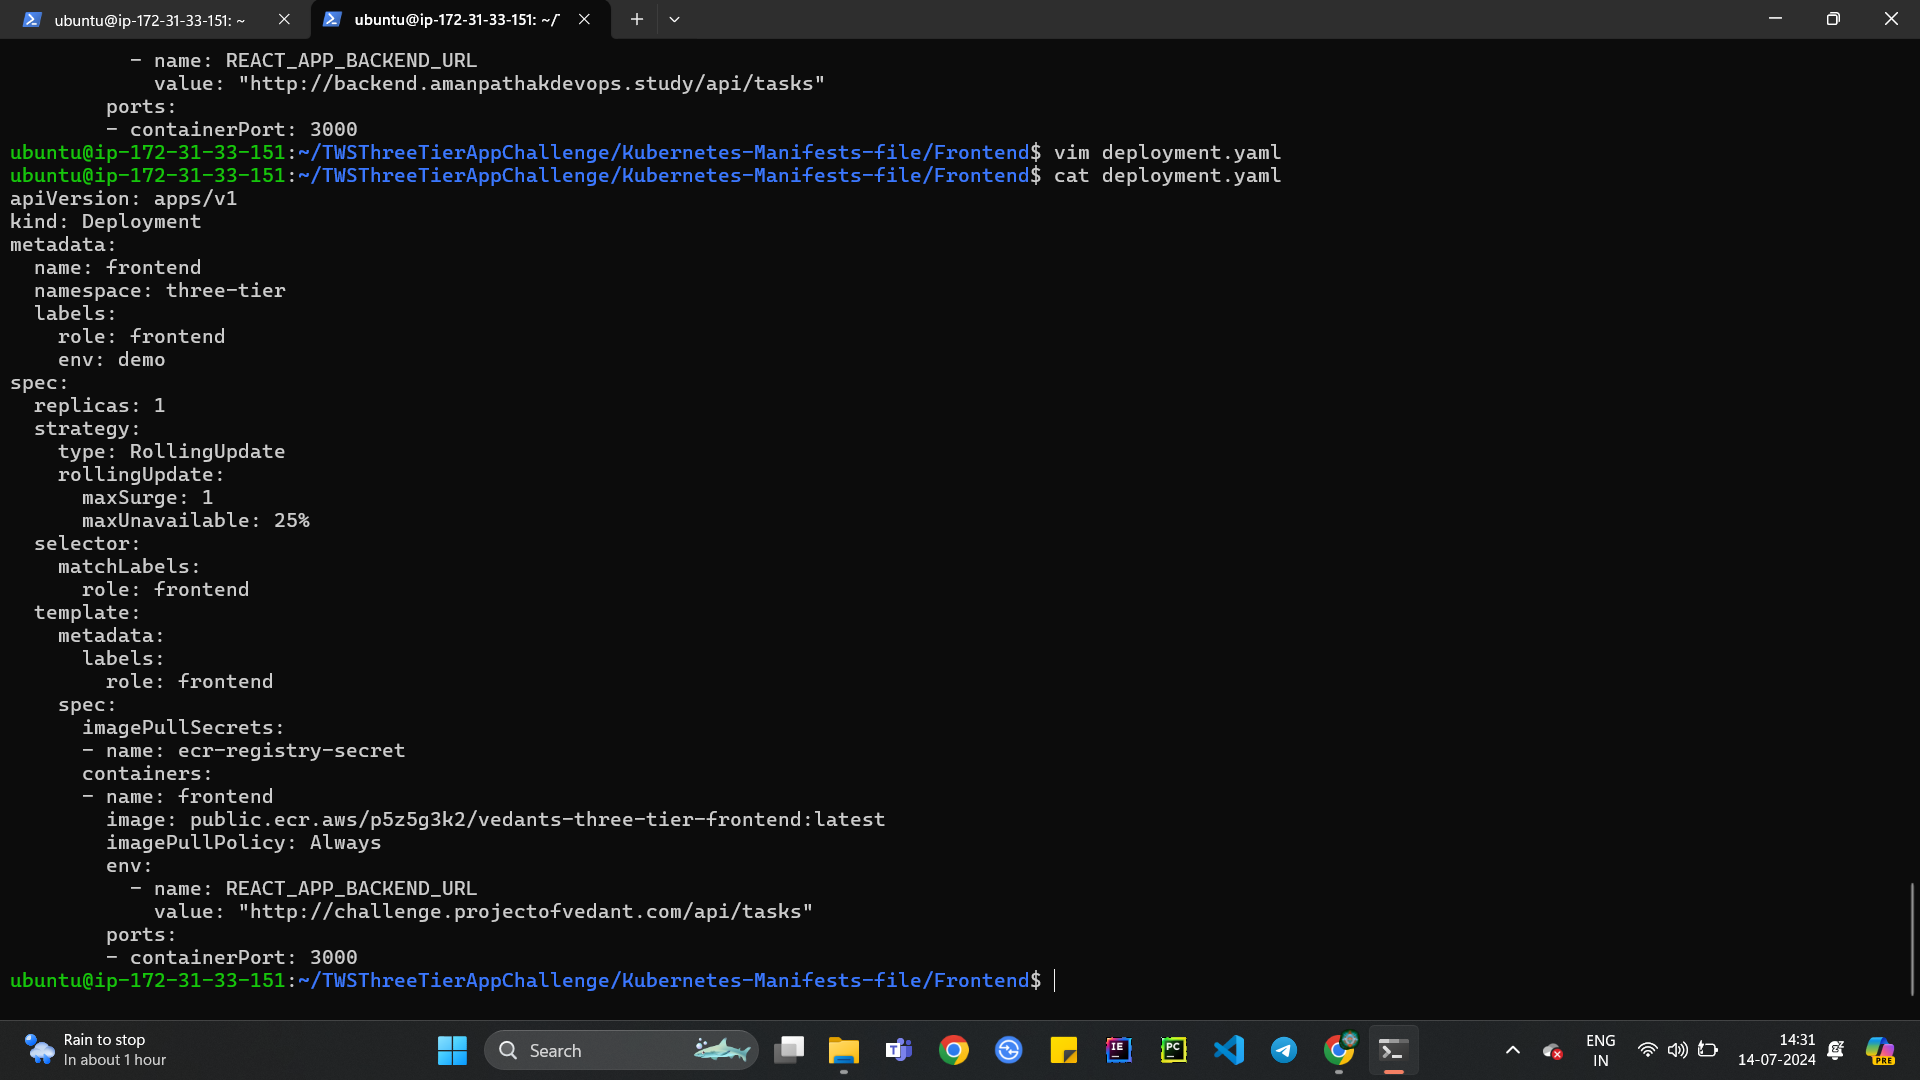 ubuntu@ip-172-31-33-151: ~
ubuntu@ip-172-31-33-151: ~/
          - name: REACT_APP_BACKEND_URL
            value: "http://backend.amanpathakdevops.study/api/tasks"
        ports:
        - containerPort: 3000
ubuntu@ip-172-31-33-151:~/TWSThreeTierAppChallenge/Kubernetes-Manifests-file/Frontend$ vim deployment.yaml
ubuntu@ip-172-31-33-151:~/TWSThreeTierAppChallenge/Kubernetes-Manifests-file/Frontend$ cat deployment.yaml
apiVersion: apps/v1
kind: Deployment
metadata:
  name: frontend
  namespace: three-tier
  labels:
    role: frontend
    env: demo
spec:
  replicas: 1
  strategy:
    type: RollingUpdate
    rollingUpdate:
      maxSurge: 1
      maxUnavailable: 25%
  selector:
    matchLabels:
      role: frontend
  template:
    metadata:
      labels:
        role: frontend
    spec:
      imagePullSecrets:
      - name: ecr-registry-secret
      containers:
      - name: frontend
        image: public.ecr.aws/p5z5g3k2/vedants-three-tier-frontend:latest
        imagePullPolicy: Always
        env:
          - name: REACT_APP_BACKEND_URL
            value: "http://challenge.projectofvedant.com/api/tasks"
        ports:
        - containerPort: 3000
ubuntu@ip-172-31-33-151:~/TWSThreeTierAppChallenge/Kubernetes-Manifests-file/Frontend$
Rain to stop
In about 1 hour
Search
IE
PC
ENG
IN
14:31
14-07-2024
PRE